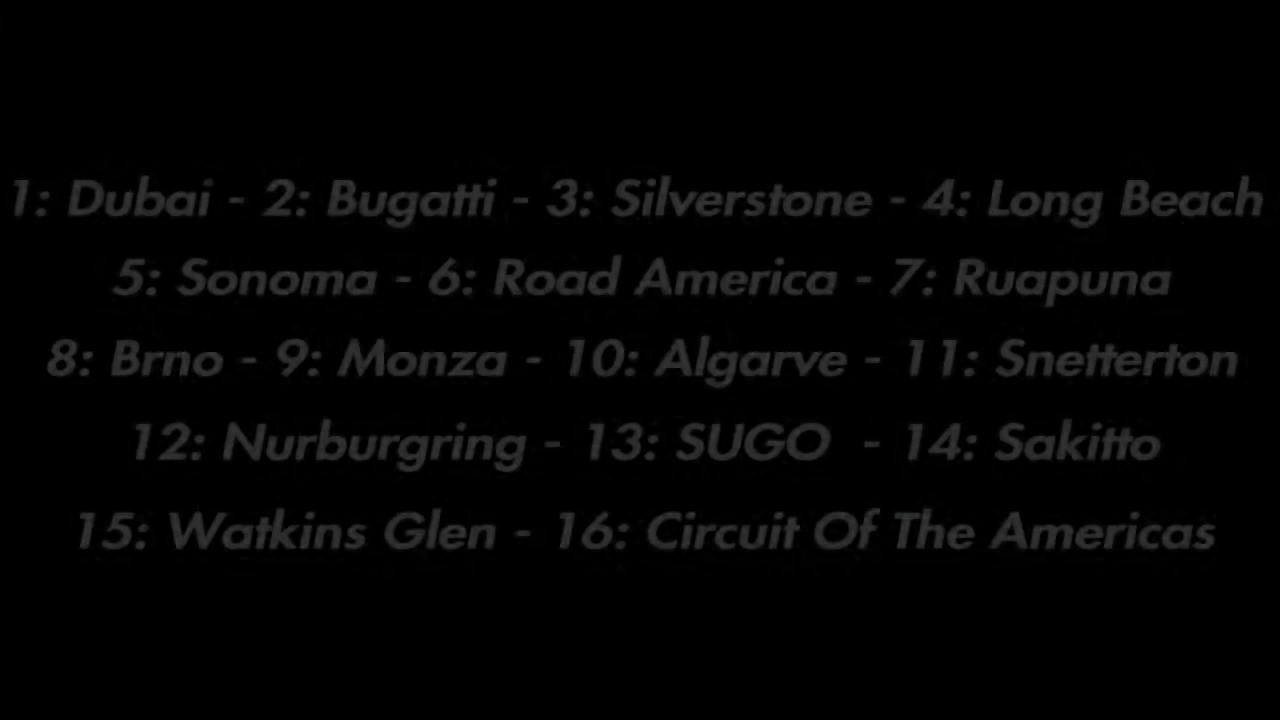 1: Dubai - 2: Bugatti - 3: Silverstone - 4: Long Beach
5: Sonoma - 6: Road America - 7: Ruapuna
8: Brno - 9: Monza - 10: Algarve - 11: Snetterton
12: Nurburgring - 13: SUGO - 14: Sakitto
15: Watkins Glen - 16: Circuit Of The Americas